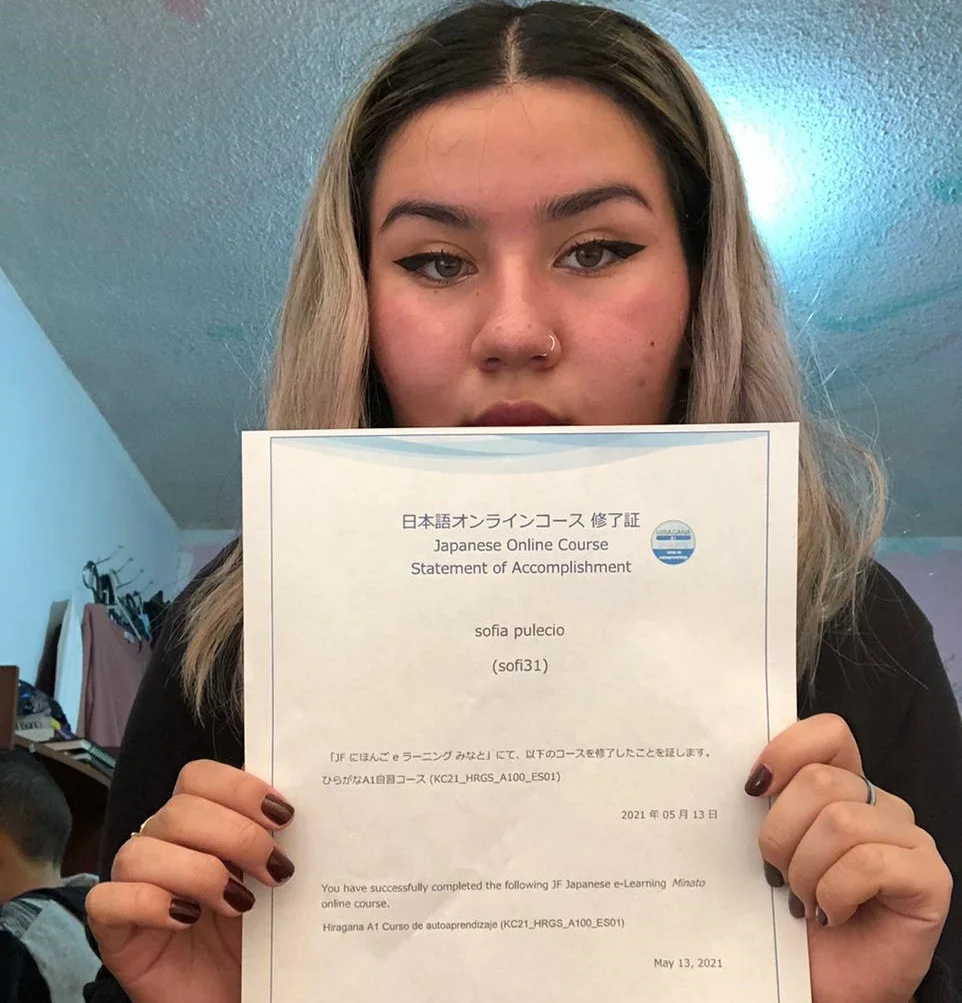 日本語オンラインコース 修了証
Japanese Online Course
Statement of Accomplishment
HIRAGANA
A1
sofia pulecio
(sofi31)
「JF にほんご e ラーニング みなと」にて、以下のコースを修了したことを証します。
ひらがなA1自習コース (KC21_HRGS_A100_ES01)
2021 年 05 月 13 日
You have successfully completed the following JF Japanese e-Learning Minato
online course.
Hiragana A1 Curso de autoaprendizaje (KC21_HRGS_A100_ES01)
May 13, 2021